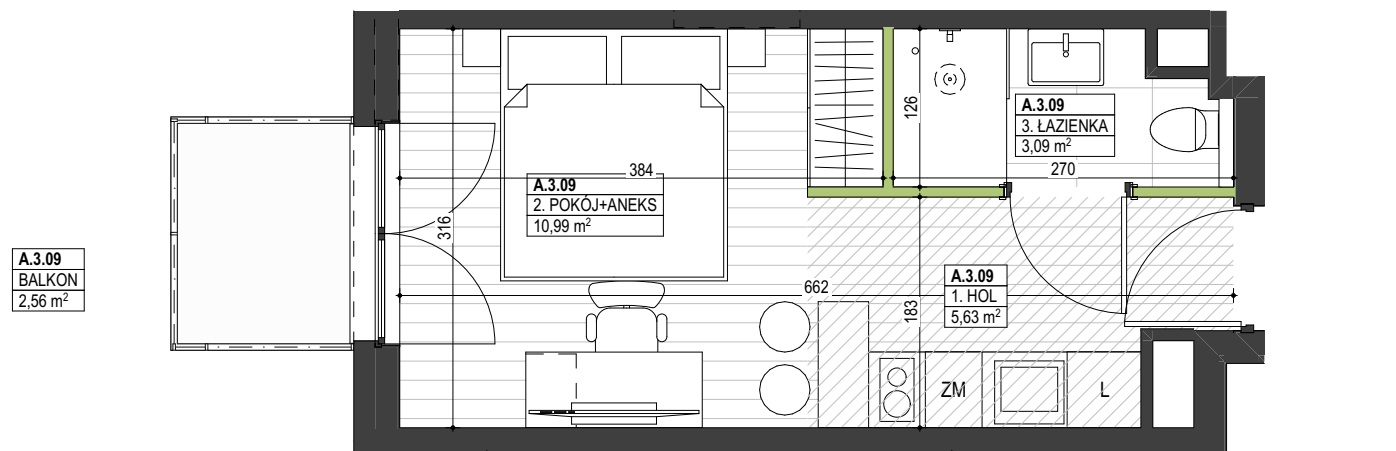 A.3.09
BALKON
2,56 m²
316
384
A.3.09
2. POKÓJ+ANEKS
10,99 m²
126
A.3.09
3. ŁAZIENKA
3,09 m²
270
662
183
A.3.09
1. HOL
5,63 m²
ZM
L